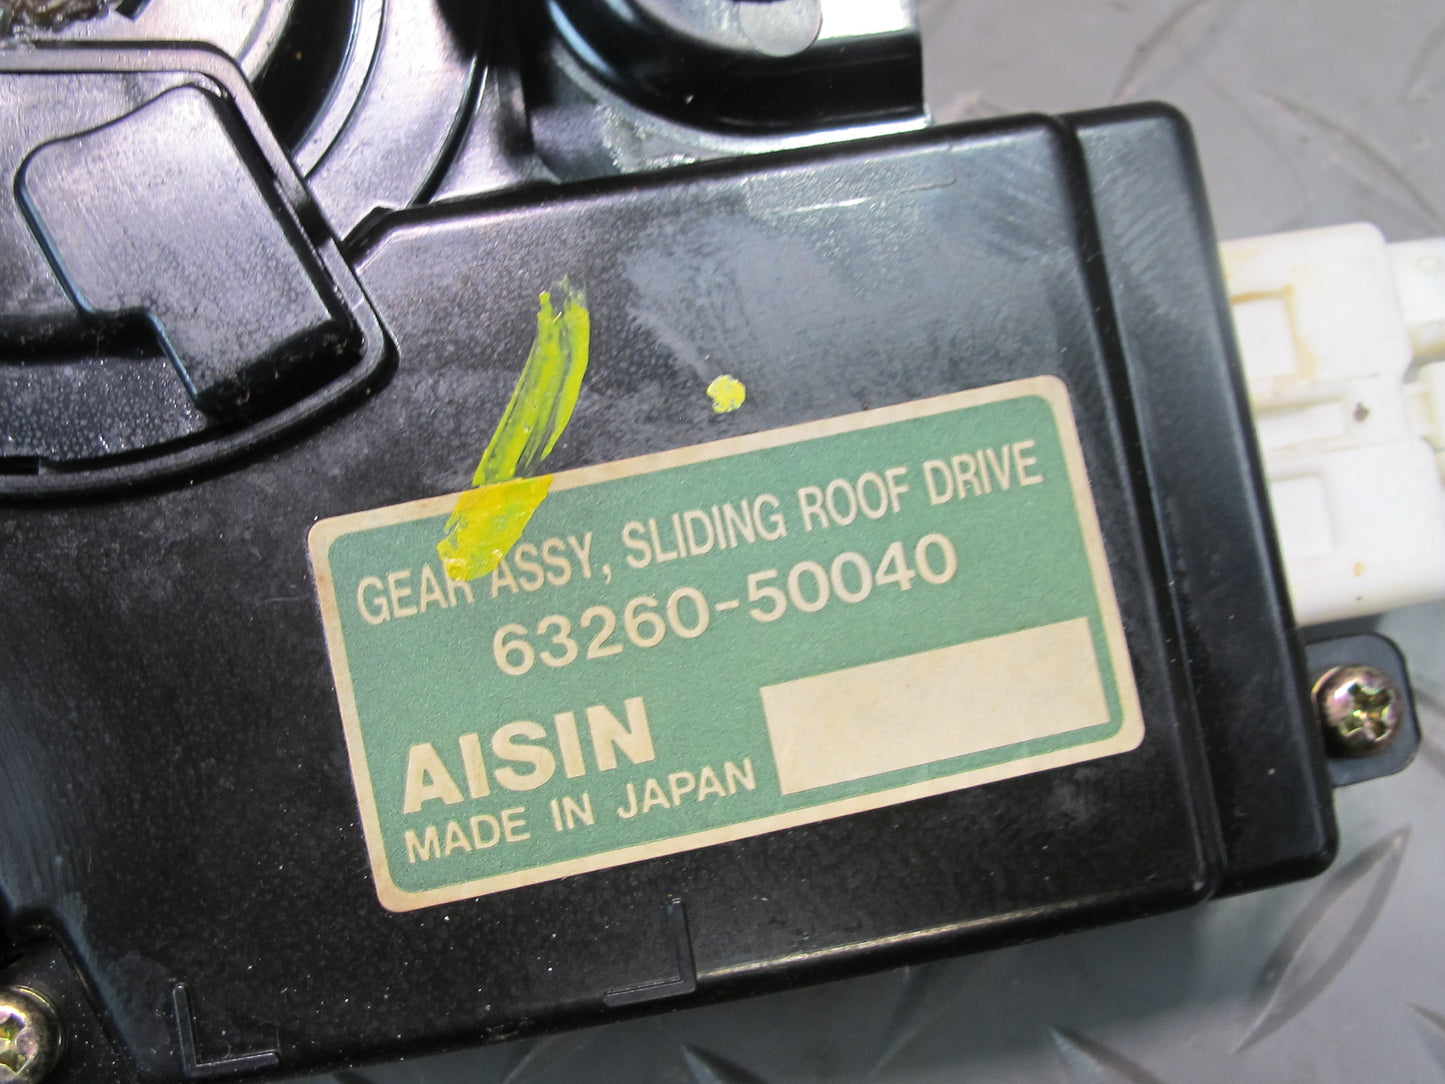 GEAR ASSY, SLIDING ROOF DRIVE
63260-50040
AISIN
MADE IN JAPAN